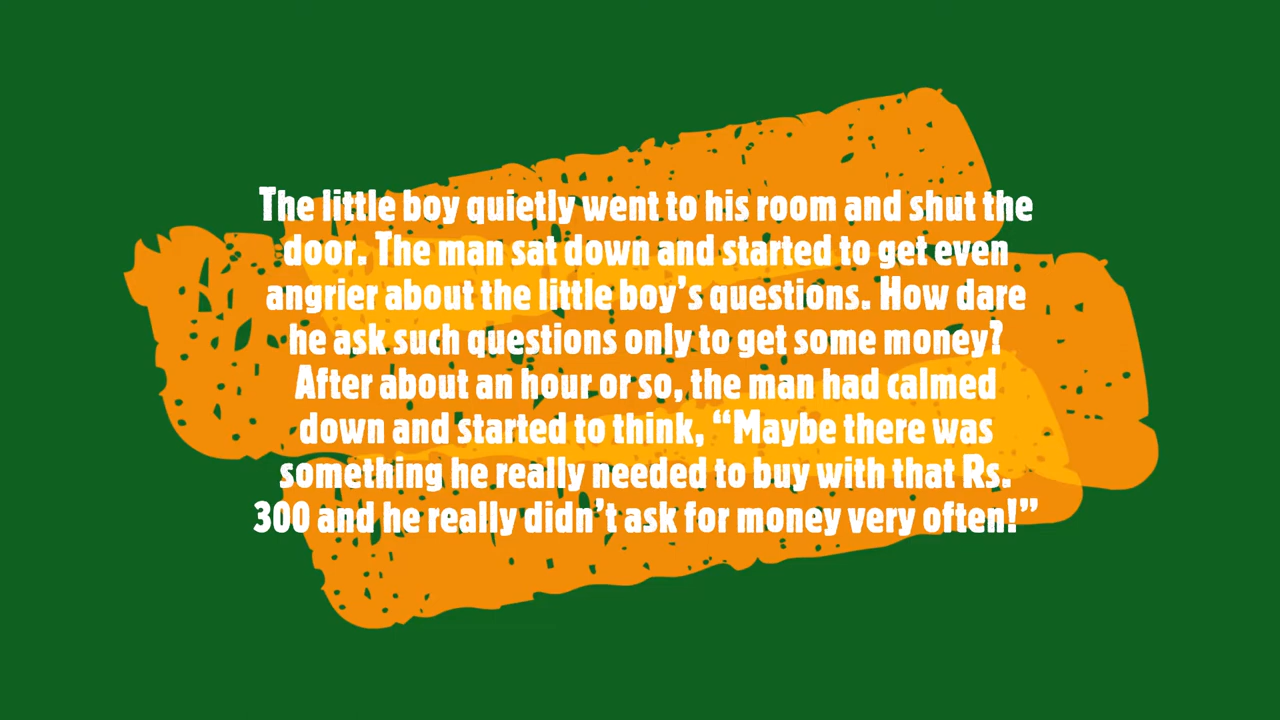 The little boy quietly went to his room and shut the
door. The man sat down and started to get even
angrier about the little boy’s questions. How dare
he ask such questions only to get some money?
After about an hour or so, the man had calmed
down and started to think, “Maybe there was
something he really needed to buy with that Rs.
300 and he really didn’t ask for money very often!”